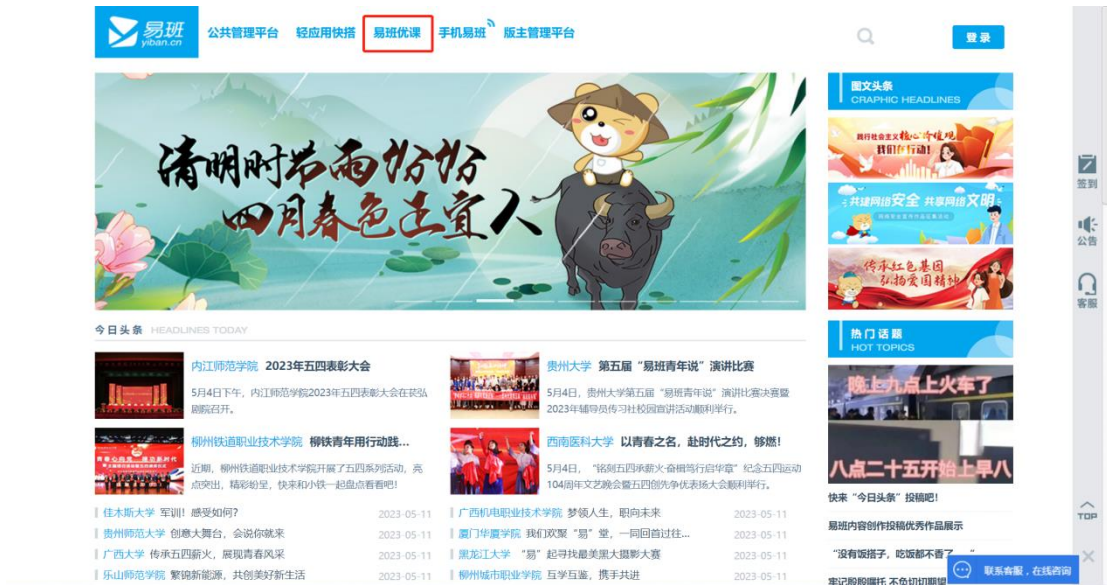 易班
yiban.cn
公共管理平台 轻应用快搭 易班优课 手机易班 版主管理平台
登录
清明时节雨纷纷
四月春色正宜人
图文头条
CRAPHIC HEADLINES
践行社会主义核心价值观
我们在行动!
共建网络安全 共享网络文明
传承红色基因
弘扬爱国精神
签到
公告
客服
今日头条 HEADLINES TODAY
内江师范学院 2023年五四表彰大会
5月4日下午，内江师范学院2023年五四表彰大会在苌弘
剧院召开。
贵州大学 第五届“易班青年说”演讲比赛
5月4日，贵州大学第五届“易班青年说”演讲比赛决赛暨
2023年辅导员传习社校园宣讲活动顺利举行。
柳州铁道职业技术学院 柳铁青年用行动践...
近期，柳州铁道职业技术学院开展了五四系列活动，亮
点突出，精彩纷呈，快来和小铁一起盘点看看吧！
西南医科大学 以青春之名，赴时代之约，够燃！
5月4日，“铭刻五四承薪火·奋楫笃行启华章”纪念五四运动
104周年文艺晚会暨五四创先争优表扬大会顺利举行。
热门话题
HOT TOPICS
晚上九点上火车了
八点二十五开始上早八
佳木斯大学 军训！感受如何? 2023-05-11
贵州师范大学 创意大舞台，会说你就来 2023-05-11
广西大学 传承五四薪火，展现青春风采 2023-05-11
乐山师范学院 繁锦新能源，共创美好新生活 2023-05-11
广西机电职业技术学院 梦领人生，职向未来 2023-05-11
厦门华厦学院 我们欢聚“易”堂，一同回首过往... 2023-05-11
黑龙江大学 “易”起寻找最美黑大摄影大赛 2023-05-11
柳州城市职业学院 互学互鉴，携手共进 2023-05-11
快来“今日头条”投稿吧!
易班内容创作投稿优秀作品展示
“没有饭搭子，吃饭都不香了
牢记殷殷嘱托 不负切切期望
TOP
联系客服，在线咨询